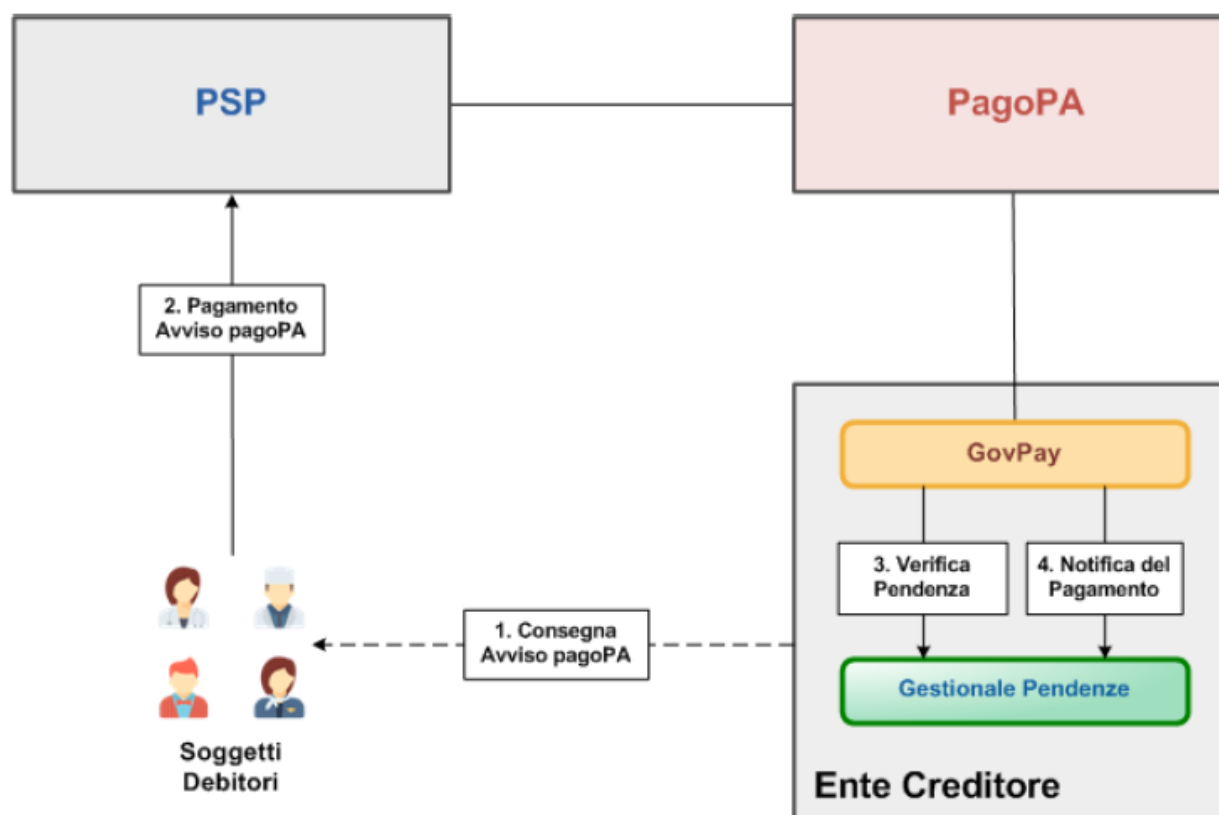 PSP
PagoPA
2. Pagamento
Avviso pagoPA
GovPay
3. Verifica
Pendenza
4. Notifica del
Pagamento
1. Consegna
Avviso pagoPA
Gestionale Pendenze
Soggetti
Debitori
Ente Creditore